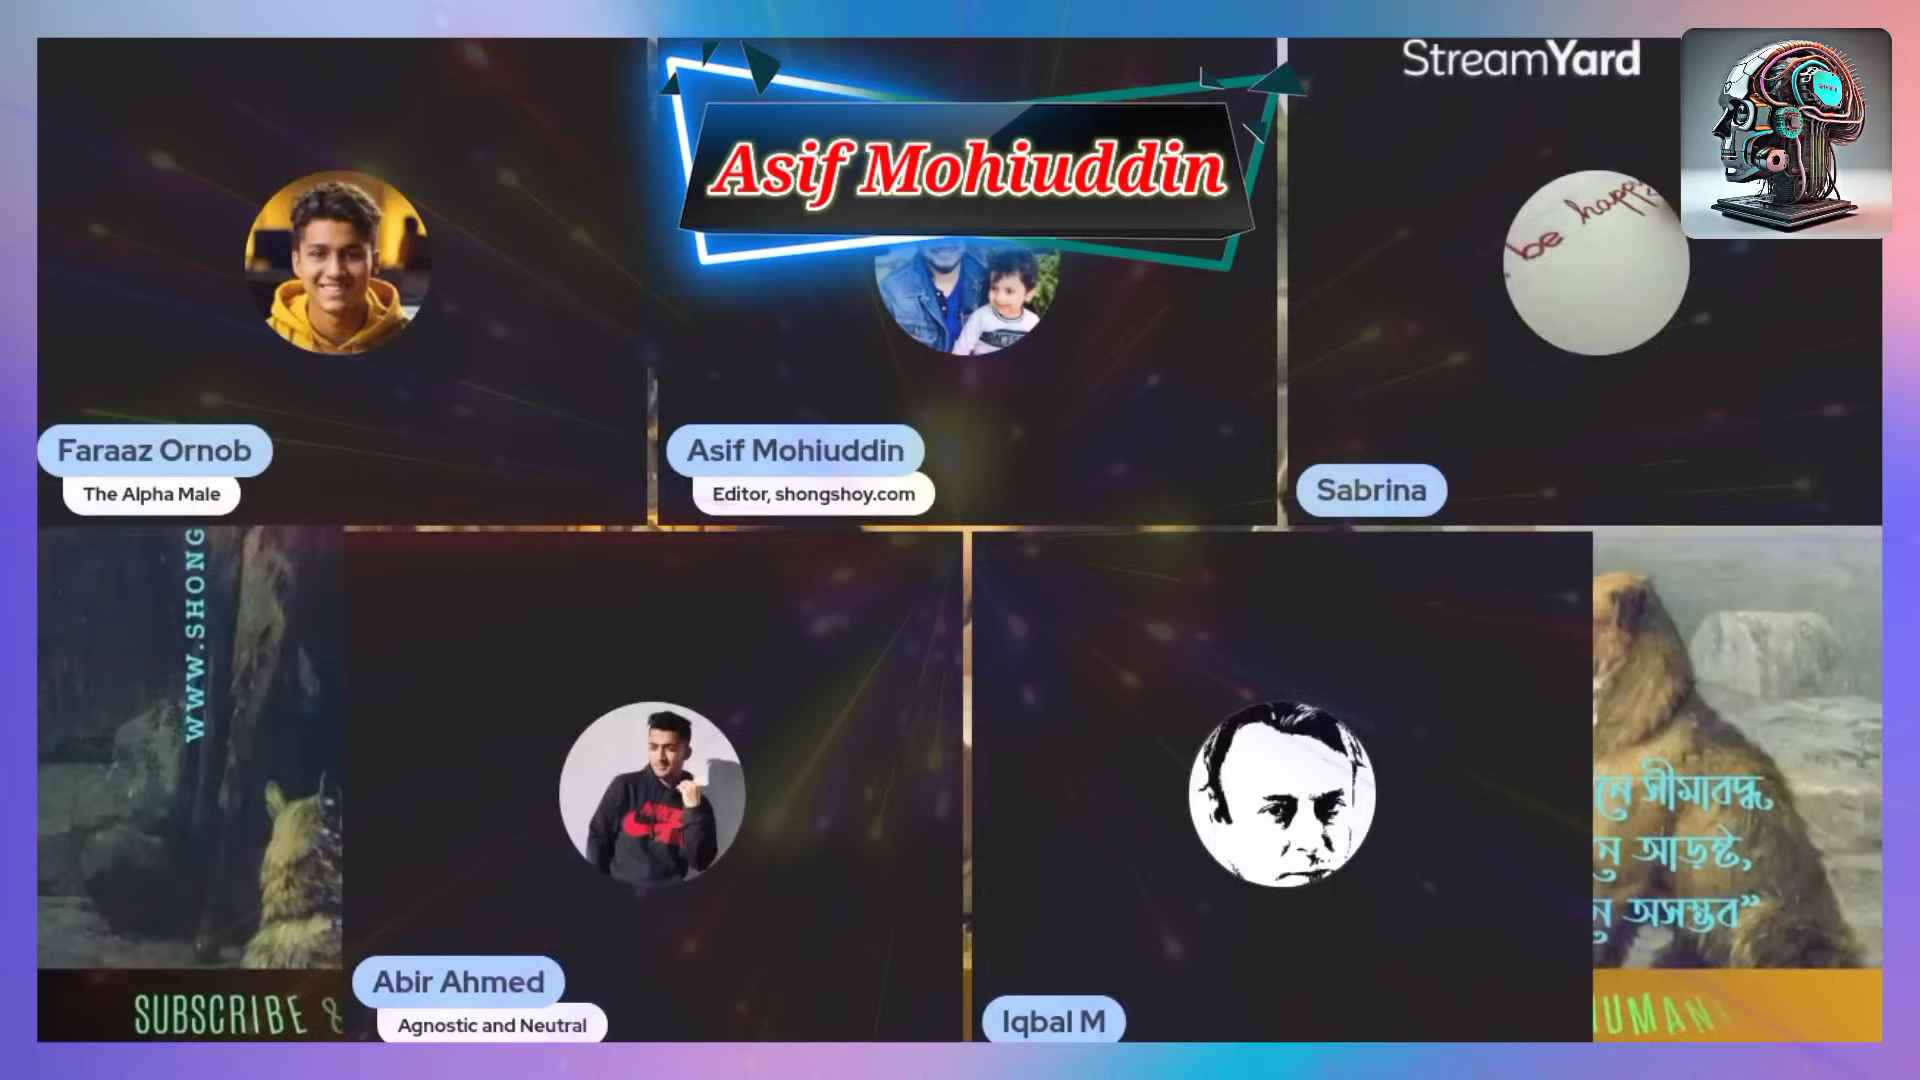 StreamYard
Asif Mohiuddin
be happy
Faraaz Ornob
The Alpha Male
Asif Mohiuddin
Editor, shongshoy.com
Sabrina
WWW.SHONG
নে সীমাবদ্ধ,
আড়ষ্ট,
অসম্ভব”
Abir Ahmed
Agnostic and Neutral
Iqbal M
SUBSCRIBE &
UMAN